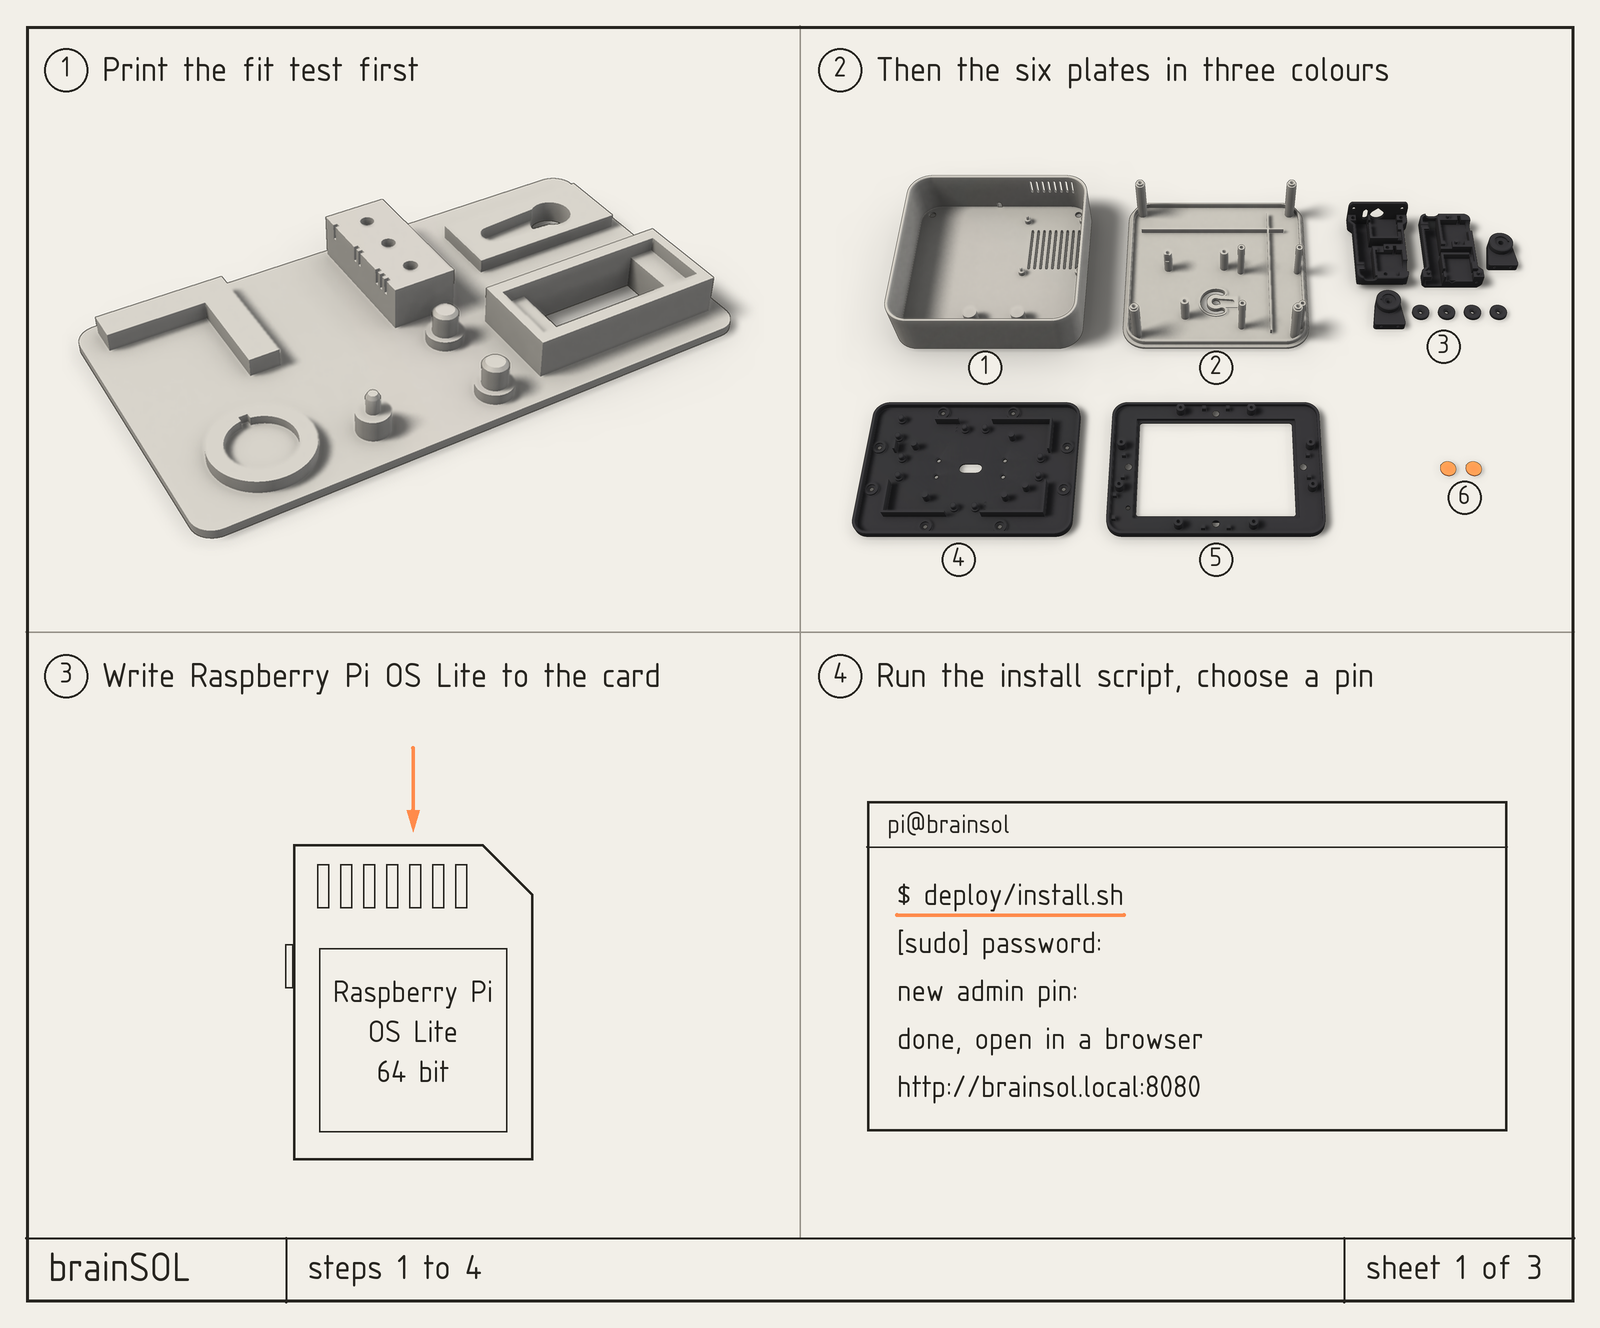 1 Print the fit test first
2 Then the six plates in three colours
1
2
3
4
5
6
3 Write Raspberry Pi OS Lite to the card
Raspberry Pi
OS Lite
64 bit
4 Run the install script, choose a pin
pi@brainsol
$ deploy/install.sh
[sudo] password:
new admin pin:
done, open in a browser
http://brainsol.local:8080
brainSOL
steps 1 to 4
sheet 1 of 3